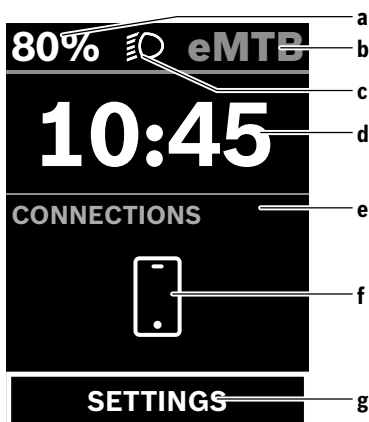 a
80% eMTB b
c
10:45 d
CONNECTIONS e
f
SETTINGS g